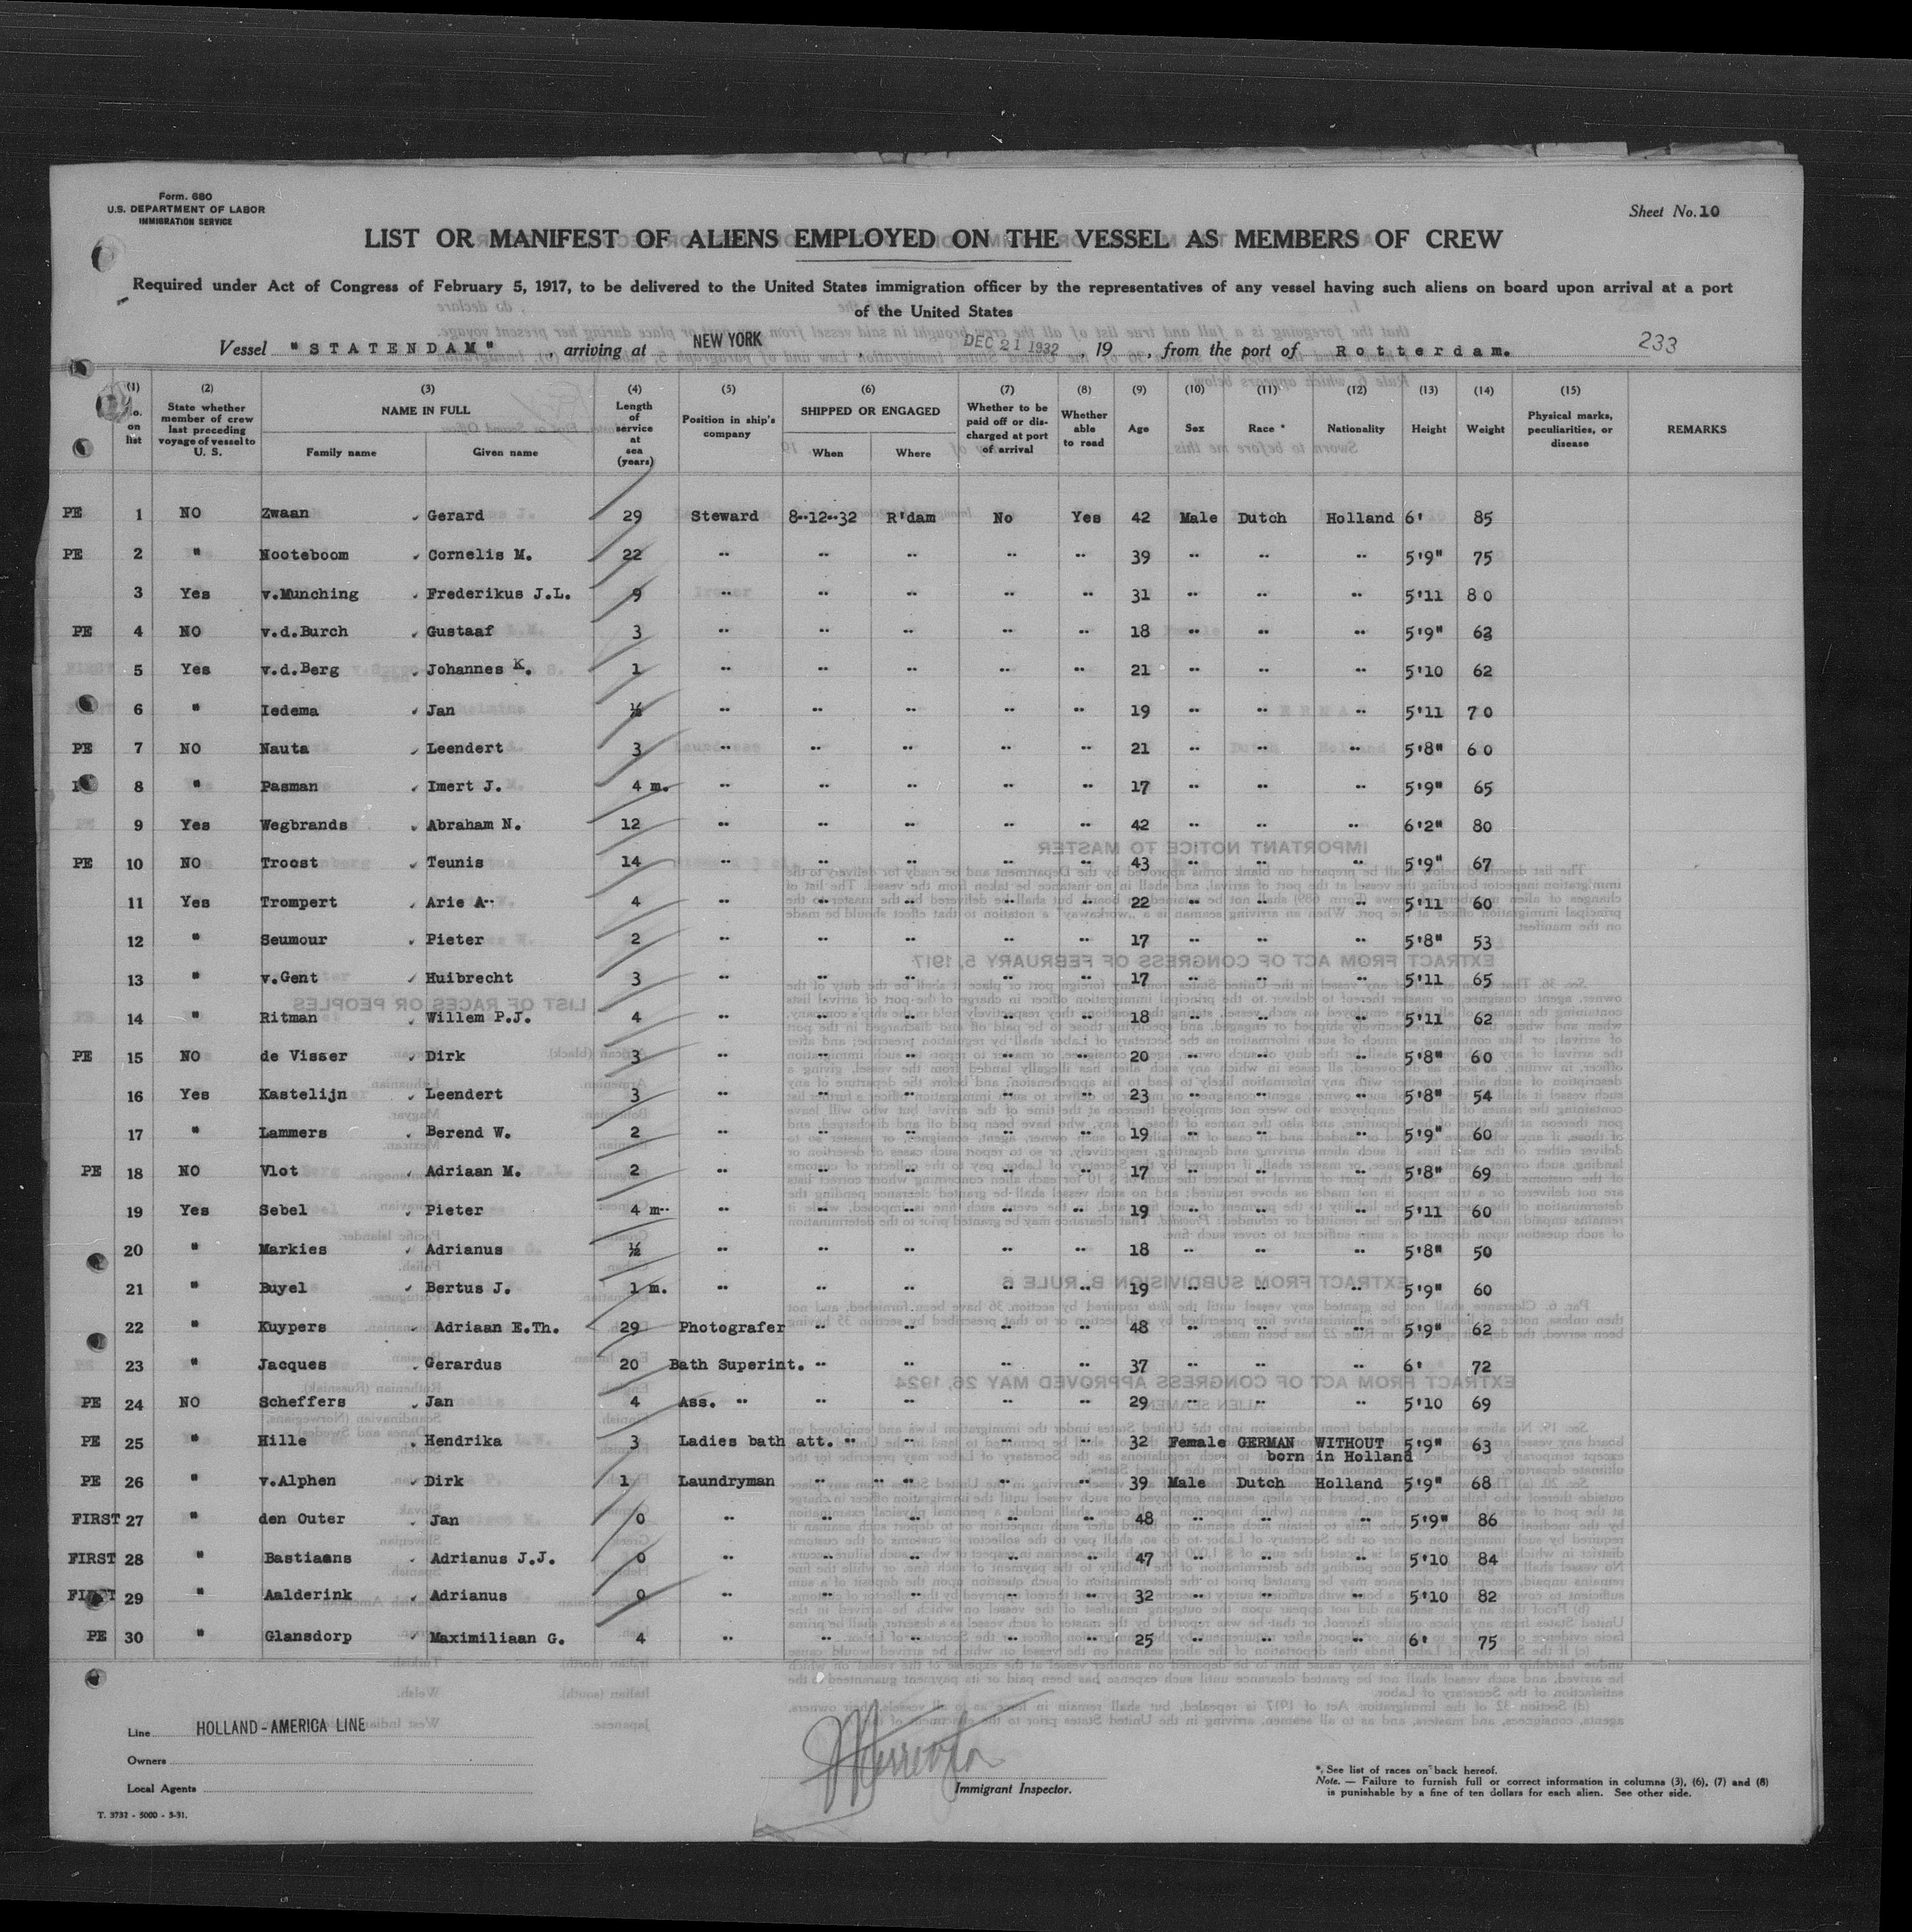 Form. 680
U.S. DEPARTMENT OF LABOR
IMMIGRATION SERVICE
Sheet No. 10
LIST OR MANIFEST OF ALIENS EMPLOYED ON THE VESSEL AS MEMBERS OF CREW
Required under Act of Congress of February 5, 1917, to be delivered to the United States immigration officer by the representatives of any vessel having such aliens on board upon arrival at a port
of the United States
Vessel "STATENDAM", arriving at NEW YORK, DEC 21 1932, 19 , from the port of Rotterdam. 233
(1) (2) (3) (4) (5) (6) (7) (8) (9) (10) (11) (12) (13) (14) (15)
No. on list State whether member of crew last preceding voyage of vessel to U. S. NAME IN FULL Family name Given name Length of service at sea (years) Position in ship's company SHIPPED OR ENGAGED When Where Whether to be paid off or discharged at port of arrival Whether able to read Age Sex Race * Nationality Height Weight Physical marks, peculiarities, or disease REMARKS
PE 1 NO Zwaan Gerard 29 Steward 8--12--32 R'dam No Yes 42 Male Dutch Holland 6' 85
PE 2 " Nooteboom Cornelis M. 22 -- -- -- -- -- 39 -- -- -- 5'9" 75
3 Yes v.Munching Frederikus J.L. 9 -- -- -- -- -- 31 -- -- -- 5'11 80
PE 4 NO v.d.Burch Gustaaf 3 -- -- -- -- -- 18 -- -- -- 5'9" 62
5 Yes v.d.Berg Johannes K. 1 -- -- -- -- -- 21 -- -- -- 5'10 62
6 " Iedema Jan ½ -- -- -- -- -- 19 -- -- -- 5'11 70
PE 7 NO Nauta Leendert 3 -- -- -- -- -- 21 -- -- -- 5'8" 60
8 " Pasman Imert J. 4 m. -- -- -- -- -- 17 -- -- -- 5'9" 65
9 Yes Wegbrands Abraham N. 12 -- -- -- -- -- 42 -- -- -- 6'2" 80
PE 10 NO Troost Teunis 14 -- -- -- -- -- 43 -- -- -- 5'9" 67
11 Yes Trompert Arie A-- 4 -- -- -- -- -- 22 -- -- -- 5'11 60
12 " Seumour Pieter 2 -- -- -- -- -- 17 -- -- -- 5'8" 53
13 " v.Gent Huibrecht 3 -- -- -- -- -- 17 -- -- -- 5'11 65
14 " Ritman Willem P.J. 4 -- -- -- -- -- 18 -- -- -- 5'11 62
PE 15 NO de Visser Dirk 3 -- -- -- -- -- 20 -- -- -- 5'8" 60
16 Yes Kastelijn Leendert 3 -- -- -- -- -- 23 -- -- -- 5'8" 54
17 " Lammers Berend W. 2 -- -- -- -- -- 19 -- -- -- 5'9" 60
PE 18 NO Vlot Adriaan M. 2 -- -- -- -- -- 17 -- -- -- 5'8" 69
19 Yes Sebel Pieter 4 m-- -- -- -- -- -- 19 -- -- -- 5'11 60
20 " Markies Adrianus ½ -- -- -- -- -- 18 -- -- -- 5'8" 50
21 " Buyel Bertus J. 1 m. -- -- -- -- -- 19 -- -- -- 5'9" 60
22 " Kuypers Adriaan E.Th. 29 Photografer -- -- -- -- 48 -- -- -- 5'9" 62
23 " Jacques Gerardus 20 Bath Superint. -- -- -- -- 37 -- -- -- 6' 72
PE 24 NO Scheffers Jan 4 Ass. -- -- -- -- -- 29 -- -- -- 5'10 69
PE 25 " Hille Hendrika 3 Ladies bath att. -- -- -- -- 32 Female GERMAN WITHOUT 5'9" 63
born in Holland
PE 26 " v.Alphen Dirk 1 Laundryman -- -- -- -- -- 39 Male Dutch Holland 5'9" 68
FIRST 27 " den Outer Jan 0 -- -- -- -- -- 48 -- -- -- 5'9" 86
FIRST 28 " Bastiaans Adrianus J.J. 0 -- -- -- -- -- 47 -- -- -- 5'10 84
FIRST 29 " Aalderink Adrianus 0 -- -- -- -- -- 32 -- -- -- 5'10 82
PE 30 " Glansdorp Maximiliaan G. 4 -- -- -- -- -- 25 -- -- -- 6' 75
Line HOLLAND-AMERICA LINE
Owners
Local Agents
T. 3732 - 5000 - 3-31.
Immigrant Inspector.
*. See list of races on back hereof.
Note. — Failure to furnish full or correct information in columns (3), (6), (7) and (8)
is punishable by a fine of ten dollars for each alien. See other side.